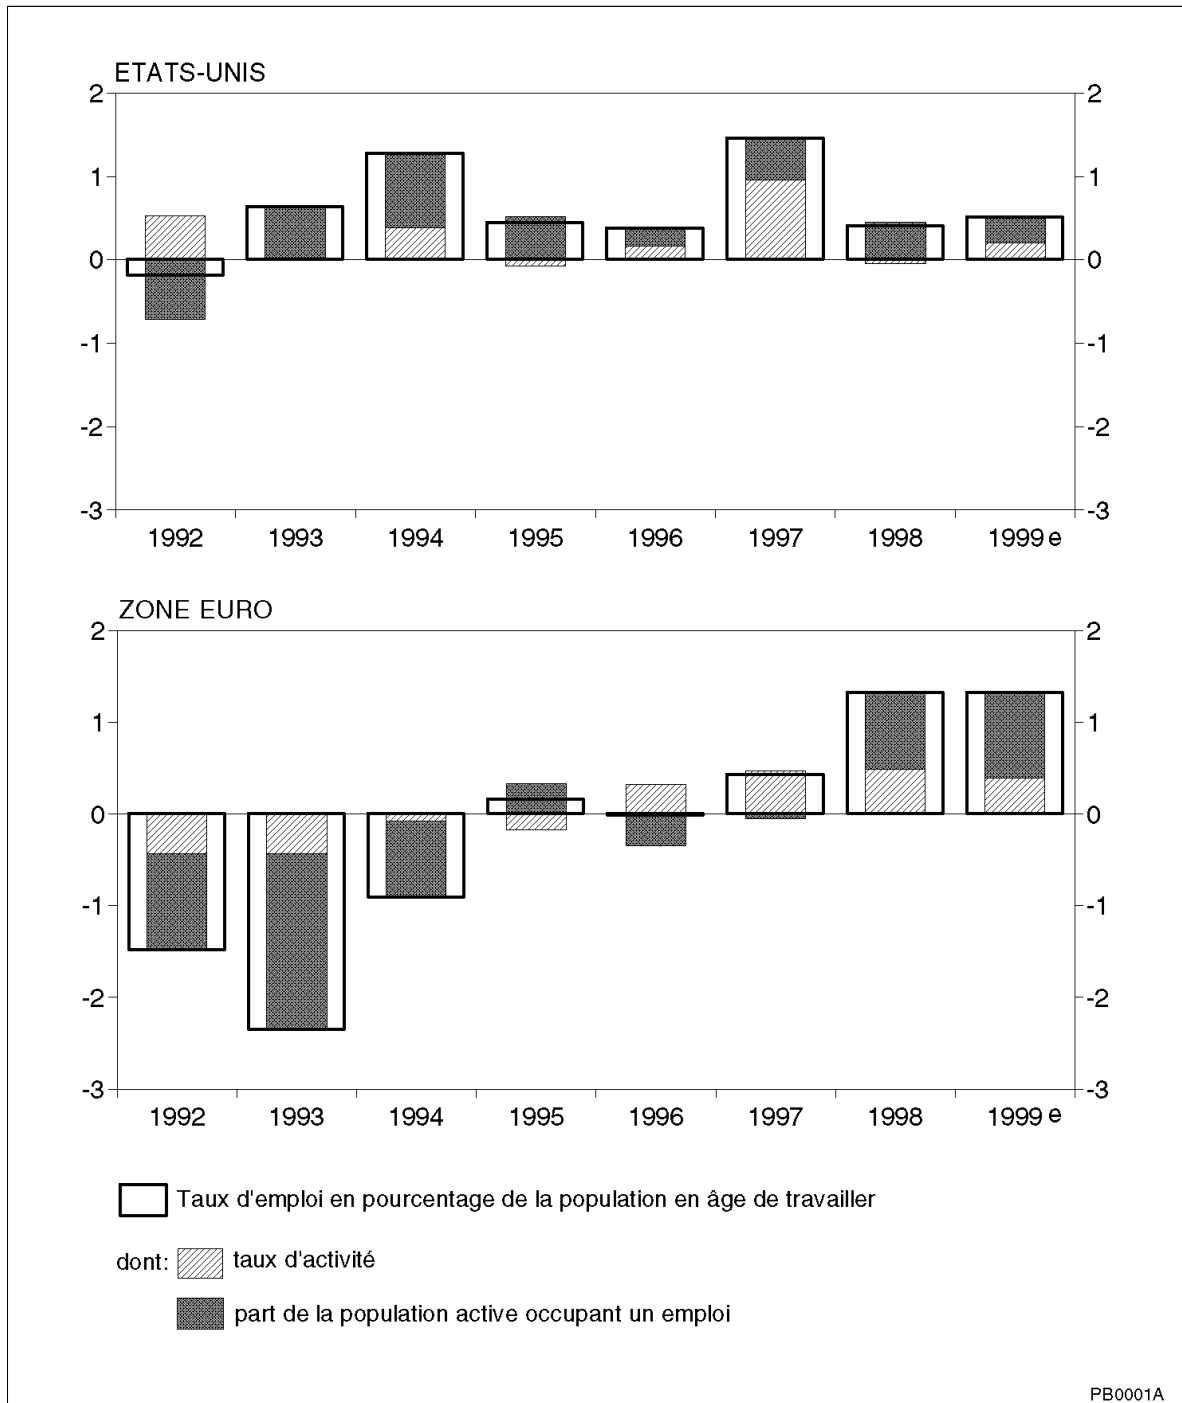 ETATS-UNIS
2 2
1 1
0 0
-1 -1
-2 -2
-3 -3
1992 1993 1994 1995 1996 1997 1998 1999 e
ZONE EURO
2 2
1 1
0 0
-1 -1
-2 -2
-3 -3
1992 1993 1994 1995 1996 1997 1998 1999 e
Taux d'emploi en pourcentage de la population en âge de travailler
dont: taux d'activité
part de la population active occupant un emploi
PB0001A